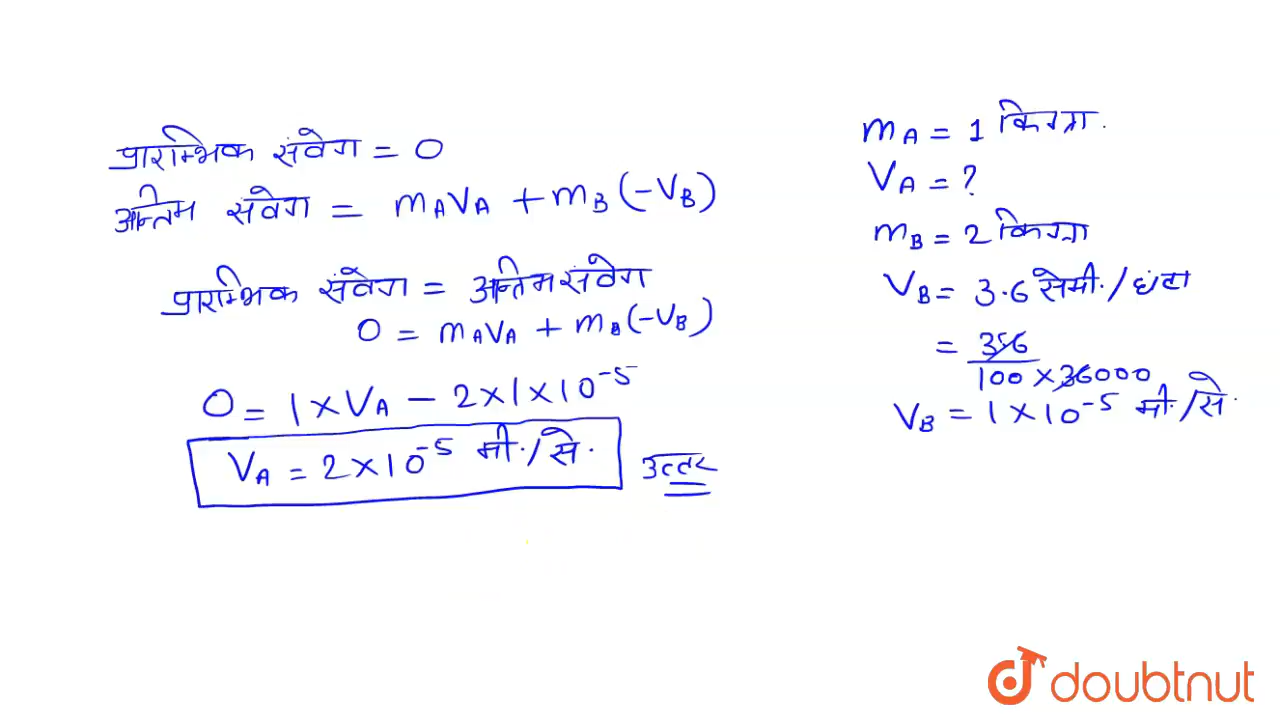 प्रारम्भिक संवेग = 0
अन्तिम संवेग = mAVA + mB(-VB)
प्रारम्भिक संवेग = अन्तिम संवेग
0 = mAVA + mB(-VB)
0 = 1 × VA - 2×1×10⁻⁵
VA = 2×10⁻⁵ मी./से. उत्तर
mA = 1 किग्रा.
VA = ?
mB = 2 किग्रा
VB = 3.6 सेमी./घंटा
= 3.6
100 × 36000
VB = 1×10⁻⁵ मी./से.
doubtnut